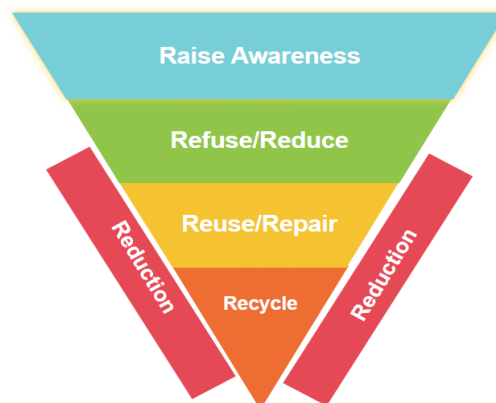 Raise Awareness
Refuse/Reduce
Reuse/Repair
Recycle
Reduction
Reduction